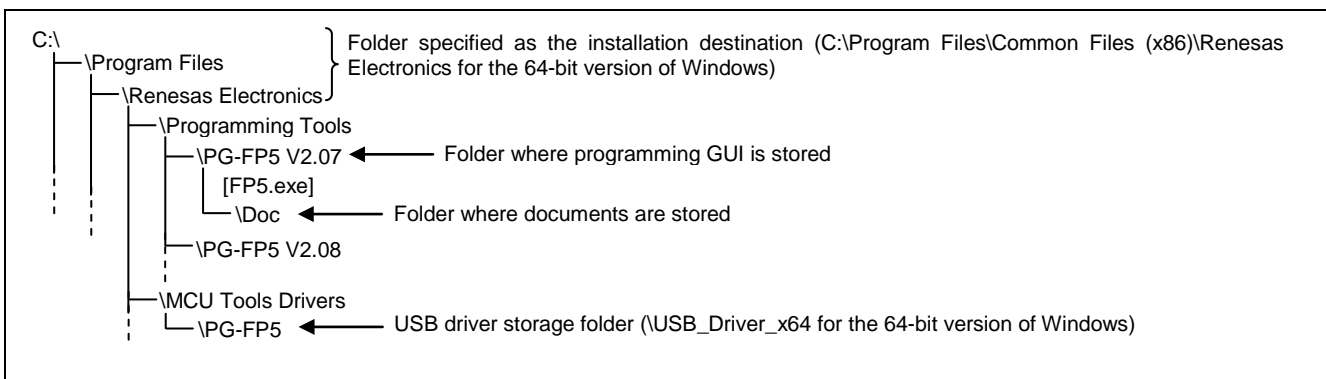 C:\
\Program Files
Folder specified as the installation destination (C:\Program Files\Common Files (x86)\Renesas
Electronics for the 64-bit version of Windows)
\Renesas Electronics
\Programming Tools
\PG-FP5 V2.07
Folder where programming GUI is stored
[FP5.exe]
\Doc
Folder where documents are stored
\PG-FP5 V2.08
\MCU Tools Drivers
\PG-FP5
USB driver storage folder (\USB_Driver_x64 for the 64-bit version of Windows)